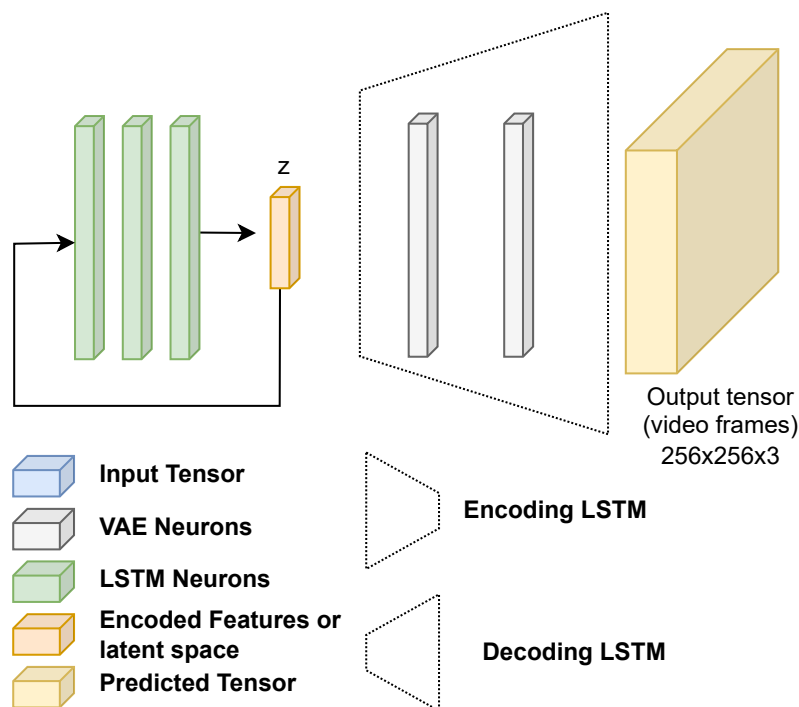 z
Output tensor
(video frames)
256x256x3
Input Tensor
VAE Neurons
LSTM Neurons
Encoded Features or
latent space
Predicted Tensor
Encoding LSTM
Decoding LSTM